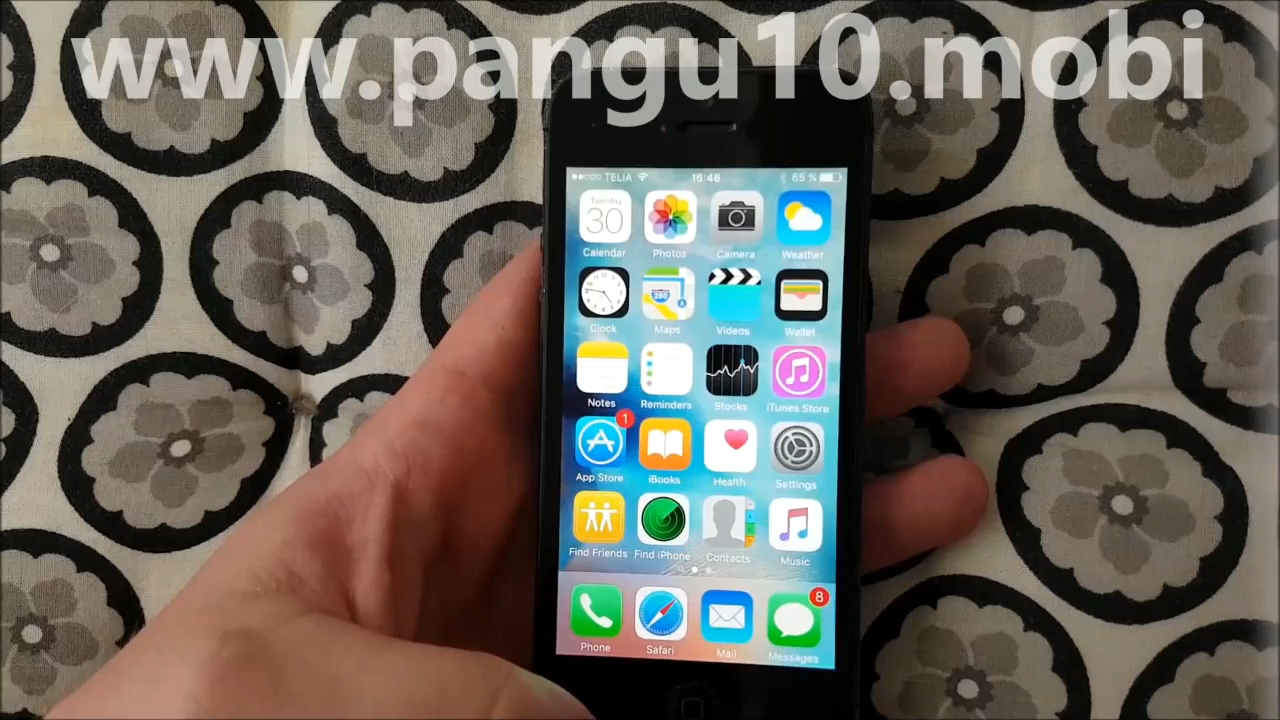 www.pangu10.mobi
TELIA 15:46 65 %
Tuesday
30
Calendar Photos Camera Weather
280
Clock Maps Videos Wallet
Notes Reminders Stocks iTunes Store
1
App Store iBooks Health Settings
Find Friends Find iPhone Contacts Music
8
Phone Safari Mail Messages